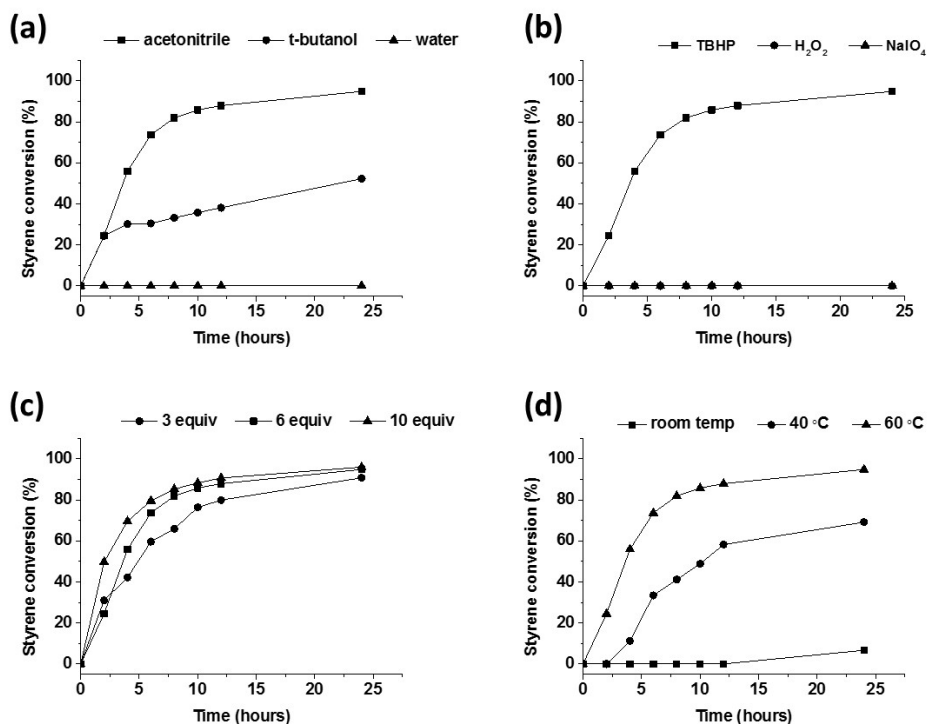 (a)
acetonitrile t-butanol water
100
80
60
40
20
0
Styrene conversion (%)
0 5 10 15 20 25
Time (hours)
(b)
TBHP H₂O₂ NaIO₄
100
80
60
40
20
0
Styrene conversion (%)
0 5 10 15 20 25
Time (hours)
(c)
3 equiv 6 equiv 10 equiv
100
80
60
40
20
0
Styrene conversion (%)
0 5 10 15 20 25
Time (hours)
(d)
room temp 40 °C 60 °C
100
80
60
40
20
0
Styrene conversion (%)
0 5 10 15 20 25
Time (hours)